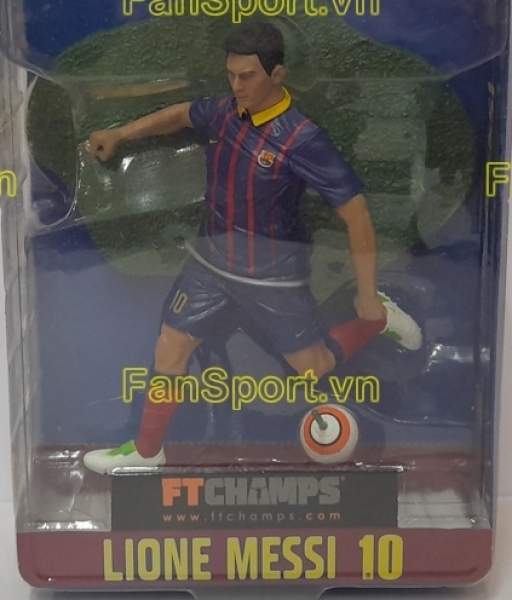 FanSport.vn
10
FanSport.vn
FTCHAMPS
www.ftchamps.com
LIONE MESSI 10